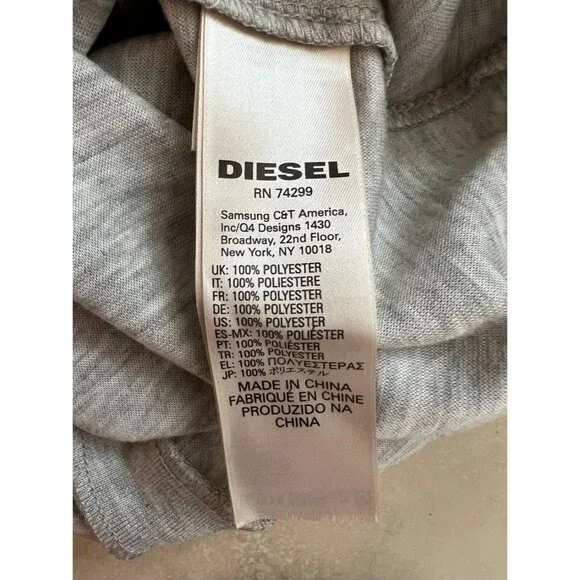 DIESEL
RN 74299
Samsung C&T America,
Inc/Q4 Designs 1430
Broadway, 22nd Floor,
New York, NY 10018
UK: 100% POLYESTER
IT: 100% POLIESTERE
FR: 100% POLYESTER
DE: 100% POLYESTER
US: 100% POLYESTER
ES-MX: 100% POLIÉSTER
PT: 100% POLIÉSTER
TR: 100% POLYESTER
EL: 100% ΠΟΛΥΕΣΤΕΡΑΣ
JP: 100% ポリエステル
MADE IN CHINA
FABRIQUÉ EN CHINE
PRODUZIDO NA
CHINA